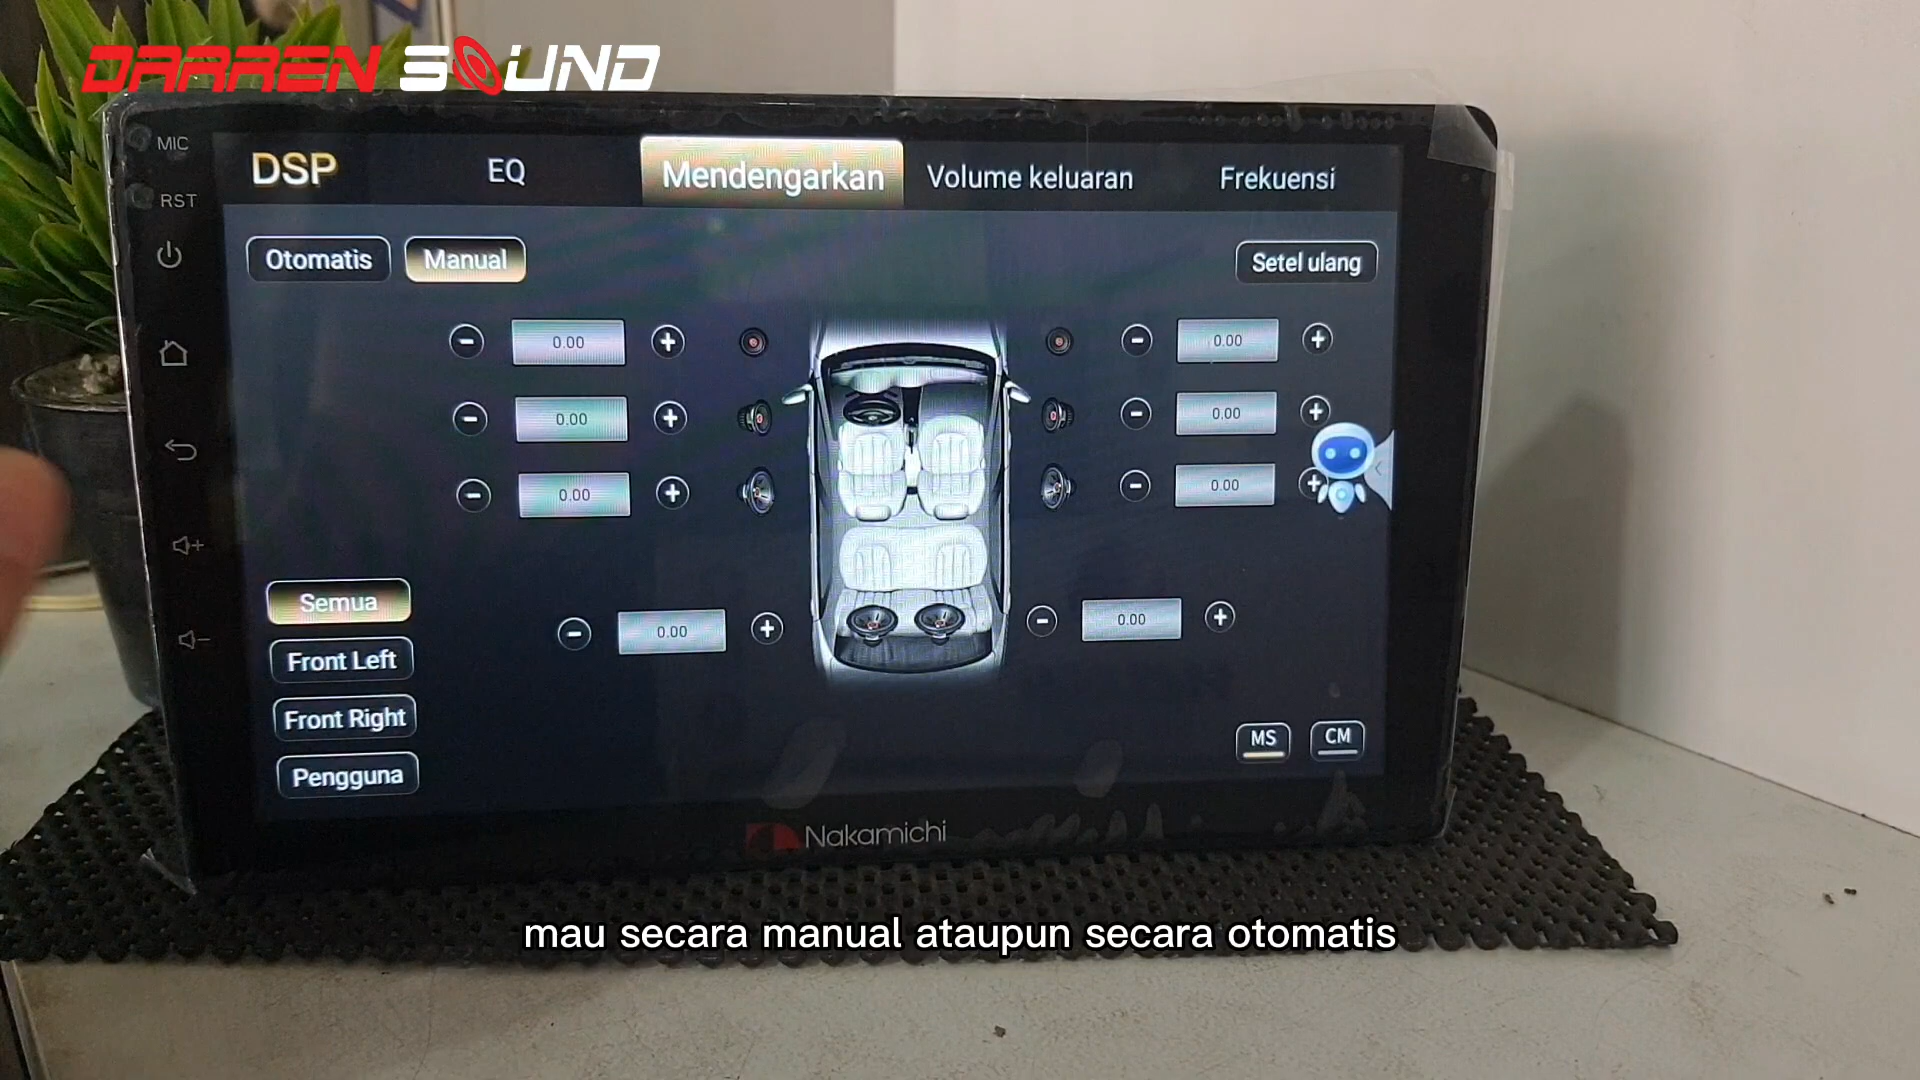 DARREN SOUND
MIC
RST
DSP
EQ
Mendengarkan
Volume keluaran
Frekuensi
Otomatis
Manual
Setel ulang
0.00
0.00
0.00
0.00
0.00
0.00
Semua
0.00
0.00
Front Left
Front Right
Pengguna
MS
CM
Nakamichi
mau secara manual ataupun secara otomatis